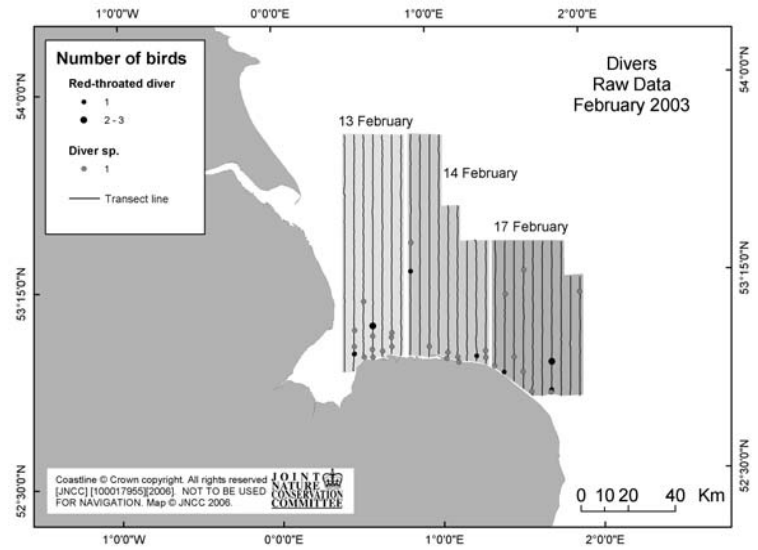 1°0'0"W 0°0'0"E 1°0'0"E 2°0'0"E
Number of birds
Red-throated diver
1
2 - 3
Diver sp.
1
Transect line
Divers
Raw Data
February 2003
13 February
14 February
17 February
54°0'0"N
53°15'0"N
52°30'0"N
54°0'0"N
53°15'0"N
52°30'0"N
Coastline © Crown copyright. All rights reserved
[JNCC] [100017955][2006]. NOT TO BE USED
FOR NAVIGATION. Map © JNCC 2006.
JOINT
NATURE
CONSERVATION
COMMITTEE
0 10 20 40 Km
1°0'0"W 0°0'0"E 1°0'0"E 2°0'0"E